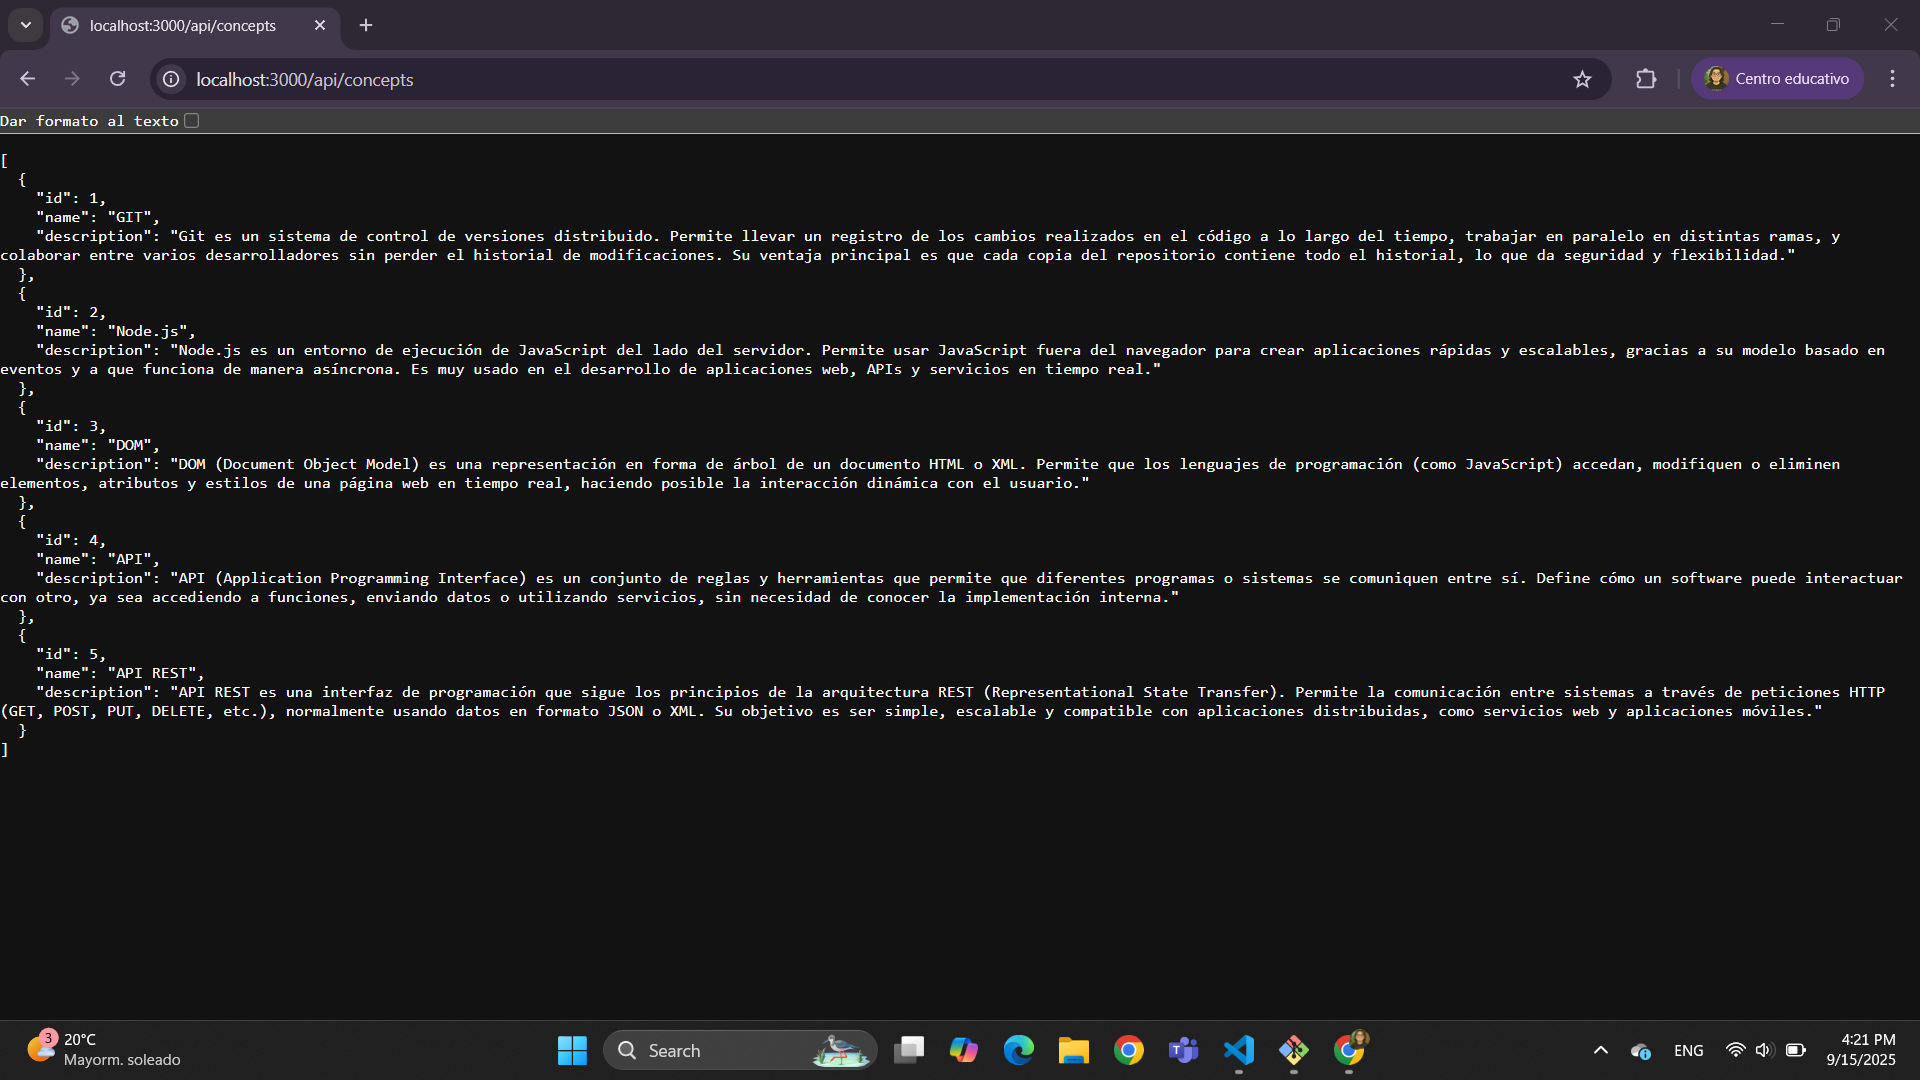 localhost:3000/api/concepts
localhost:3000/api/concepts
Centro educativo
Dar formato al texto
[
  {
    "id": 1,
    "name": "GIT",
    "description": "Git es un sistema de control de versiones distribuido. Permite llevar un registro de los cambios realizados en el código a lo largo del tiempo, trabajar en paralelo en distintas ramas, y
colaborar entre varios desarrolladores sin perder el historial de modificaciones. Su ventaja principal es que cada copia del repositorio contiene todo el historial, lo que da seguridad y flexibilidad."
  },
  {
    "id": 2,
    "name": "Node.js",
    "description": "Node.js es un entorno de ejecución de JavaScript del lado del servidor. Permite usar JavaScript fuera del navegador para crear aplicaciones rápidas y escalables, gracias a su modelo basado en
eventos y a que funciona de manera asíncrona. Es muy usado en el desarrollo de aplicaciones web, APIs y servicios en tiempo real."
  },
  {
    "id": 3,
    "name": "DOM",
    "description": "DOM (Document Object Model) es una representación en forma de árbol de un documento HTML o XML. Permite que los lenguajes de programación (como JavaScript) accedan, modifiquen o eliminen
elementos, atributos y estilos de una página web en tiempo real, haciendo posible la interacción dinámica con el usuario."
  },
  {
    "id": 4,
    "name": "API",
    "description": "API (Application Programming Interface) es un conjunto de reglas y herramientas que permite que diferentes programas o sistemas se comuniquen entre sí. Define cómo un software puede interactuar
con otro, ya sea accediendo a funciones, enviando datos o utilizando servicios, sin necesidad de conocer la implementación interna."
  },
  {
    "id": 5,
    "name": "API REST",
    "description": "API REST es una interfaz de programación que sigue los principios de la arquitectura REST (Representational State Transfer). Permite la comunicación entre sistemas a través de peticiones HTTP
(GET, POST, PUT, DELETE, etc.), normalmente usando datos en formato JSON o XML. Su objetivo es ser simple, escalable y compatible con aplicaciones distribuidas, como servicios web y aplicaciones móviles."
  }
]
3
20°C
Mayorm. soleado
Search
ENG
4:21 PM
9/15/2025